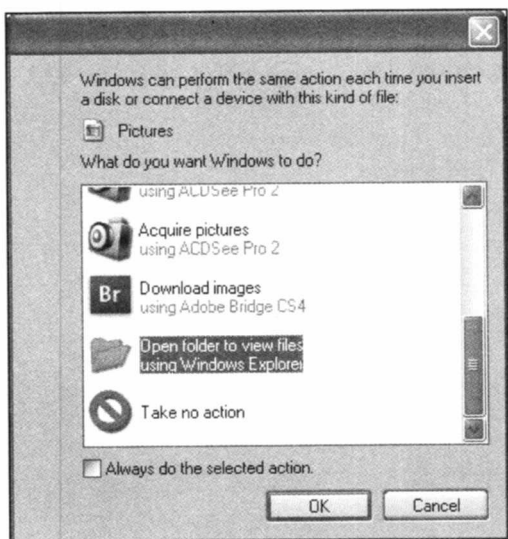 Windows can perform the same action each time you insert
a disk or connect a device with this kind of file:
Pictures
What do you want Windows to do?
using ACDSee Pro 2
Acquire pictures
using ACDSee Pro 2
Br Download images
using Adobe Bridge CS4
Open folder to view files
using Windows Explorer
Take no action
Always do the selected action.
OK Cancel